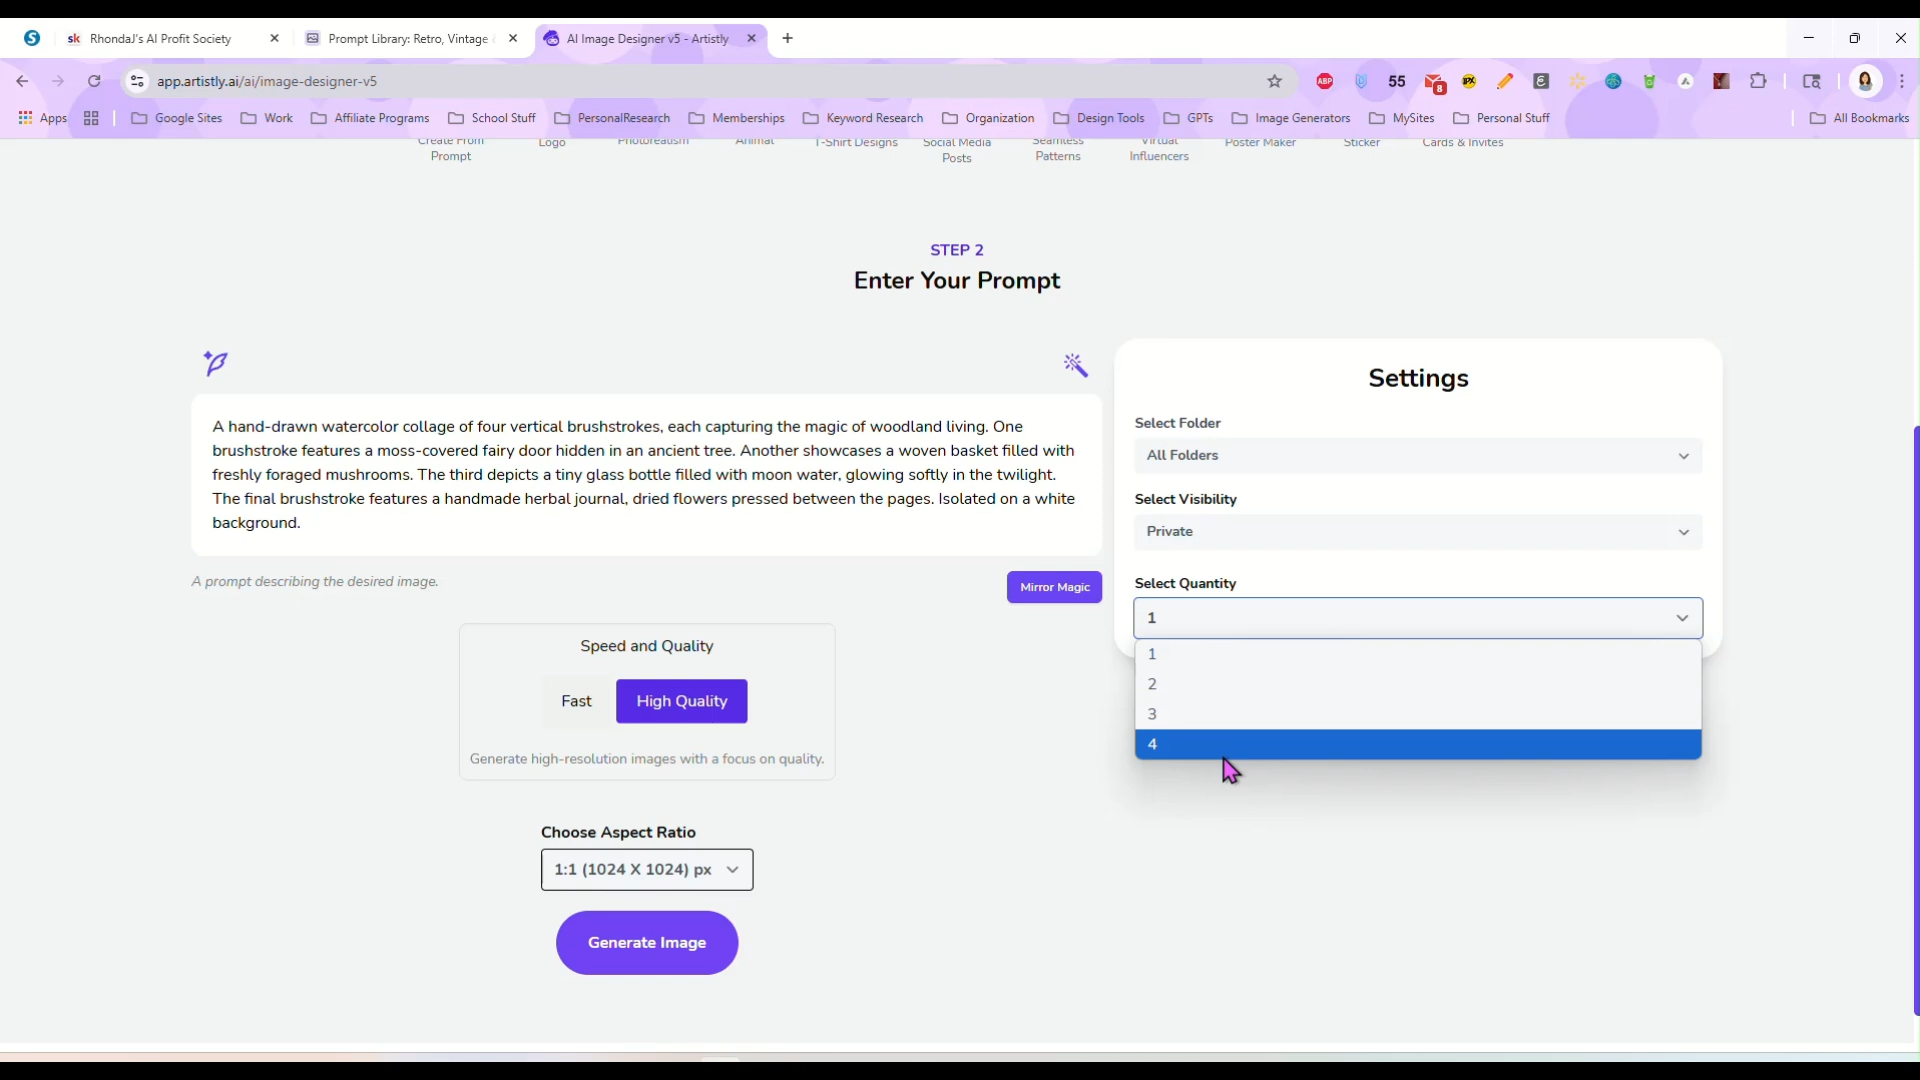 RhondaJ's AI Profit Society
Prompt Library: Retro, Vintage
AI Image Designer v5 - Artistly
app.artistly.ai/ai/image-designer-v5
ABP
55
8
Apps
Google Sites
Work
Affiliate Programs
School Stuff
PersonalResearch
Memberships
Keyword Research
Organization
Design Tools
GPTs
Image Generators
MySites
Personal Stuff
All Bookmarks
Create From
Prompt
Logo
Photorealism
Animal
T-Shirt Designs
Social Media
Posts
Seamless
Patterns
Virtual
Influencers
Poster Maker
Sticker
Cards & Invites
STEP 2
Enter Your Prompt
A hand-drawn watercolor collage of four vertical brushstrokes, each capturing the magic of woodland living. One
brushstroke features a moss-covered fairy door hidden in an ancient tree. Another showcases a woven basket filled with
freshly foraged mushrooms. The third depicts a tiny glass bottle filled with moon water, glowing softly in the twilight.
The final brushstroke features a handmade herbal journal, dried flowers pressed between the pages. Isolated on a white
background.
A prompt describing the desired image.
Mirror Magic
Speed and Quality
Fast
High Quality
Generate high-resolution images with a focus on quality.
Choose Aspect Ratio
1:1 (1024 X 1024) px
Generate Image
Settings
Select Folder
All Folders
Select Visibility
Private
Select Quantity
1
1
2
3
4